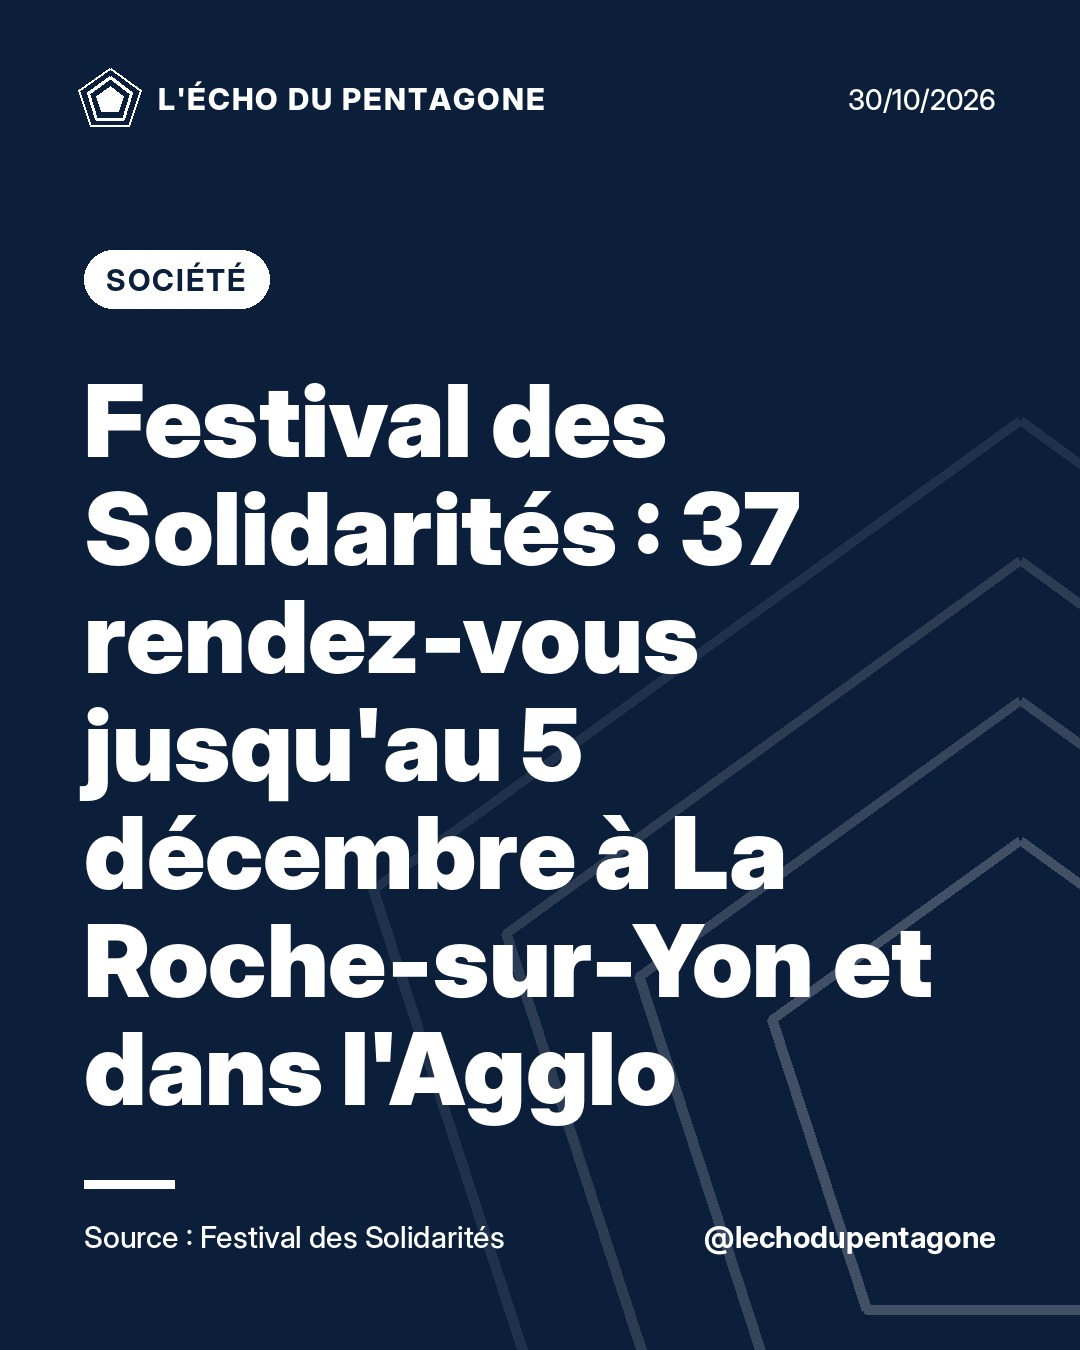 L'ÉCHO DU PENTAGONE
30/10/2026
SOCIÉTÉ
Festival des
Solidarités : 37
rendez-vous
jusqu'au 5
décembre à La
Roche-sur-Yon et
dans l'Agglo
Source : Festival des Solidarités
@lechodupentagone